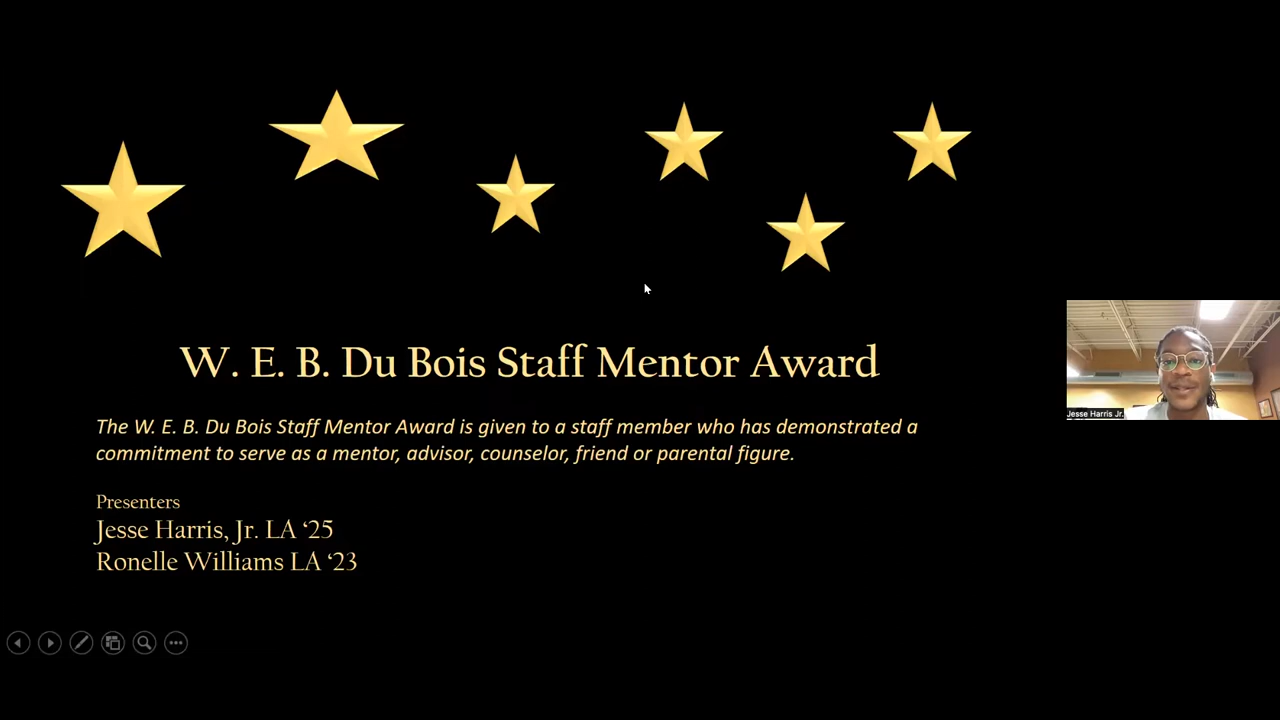 W. E. B. Du Bois Staff Mentor Award
The W. E. B. Du Bois Staff Mentor Award is given to a staff member who has demonstrated a
commitment to serve as a mentor, advisor, counselor, friend or parental figure.
Presenters
Jesse Harris, Jr. LA ‘25
Ronelle Williams LA ‘23
Jesse Harris Jr.